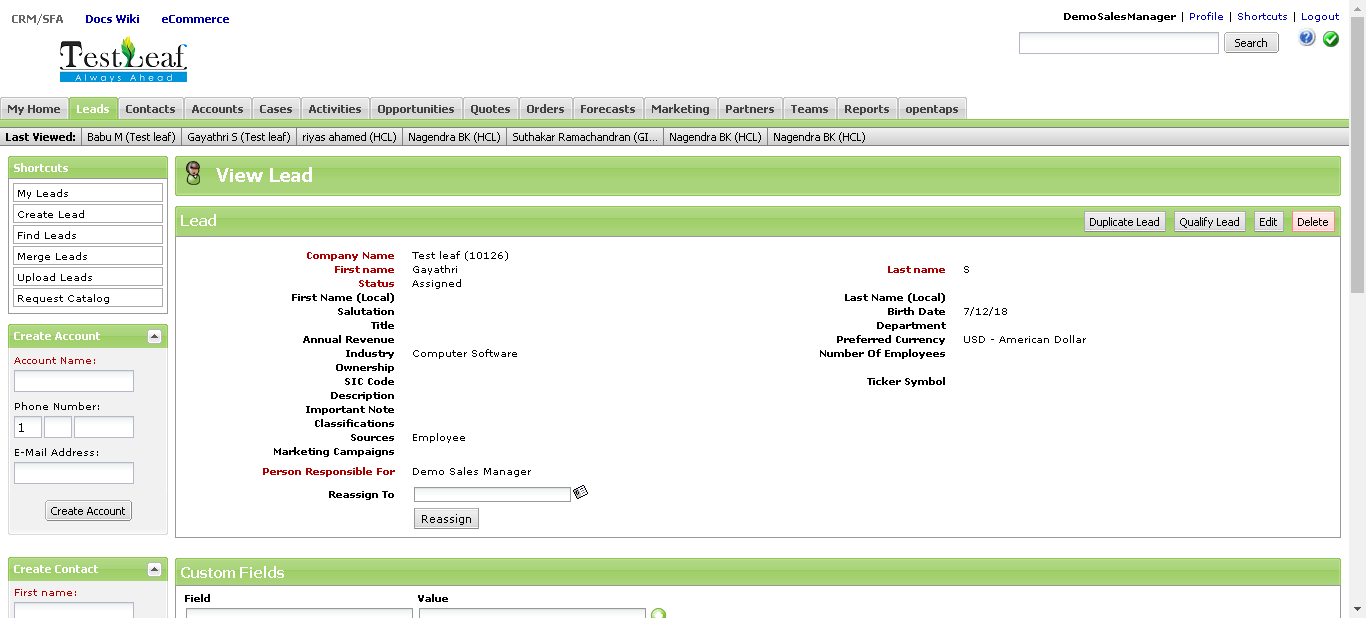 CRM/SFA Docs Wiki eCommerce
DemoSalesManager | Profile | Shortcuts | Logout
Search
TestLeaf
Always Ahead
My Home Leads Contacts Accounts Cases Activities Opportunities Quotes Orders Forecasts Marketing Partners Teams Reports opentaps
Last Viewed: Babu M (Test leaf) Gayathri S (Test leaf) riyas ahamed (HCL) Nagendra BK (HCL) Suthakar Ramachandran (GI... Nagendra BK (HCL) Nagendra BK (HCL)
Shortcuts
My Leads
Create Lead
Find Leads
Merge Leads
Upload Leads
Request Catalog
Create Account
Account Name:
Phone Number:
1
E-Mail Address:
Create Account
Create Contact
First name:
View Lead
Lead Duplicate Lead Qualify Lead Edit Delete
Company Name Test leaf (10126)
First name Gayathri Last name S
Status Assigned
First Name (Local) Last Name (Local)
Salutation Birth Date 7/12/18
Title Department
Annual Revenue Preferred Currency USD - American Dollar
Industry Computer Software Number Of Employees
Ownership
SIC Code Ticker Symbol
Description
Important Note
Classifications
Sources Employee
Marketing Campaigns
Person Responsible For Demo Sales Manager
Reassign To
Reassign
Custom Fields
Field Value